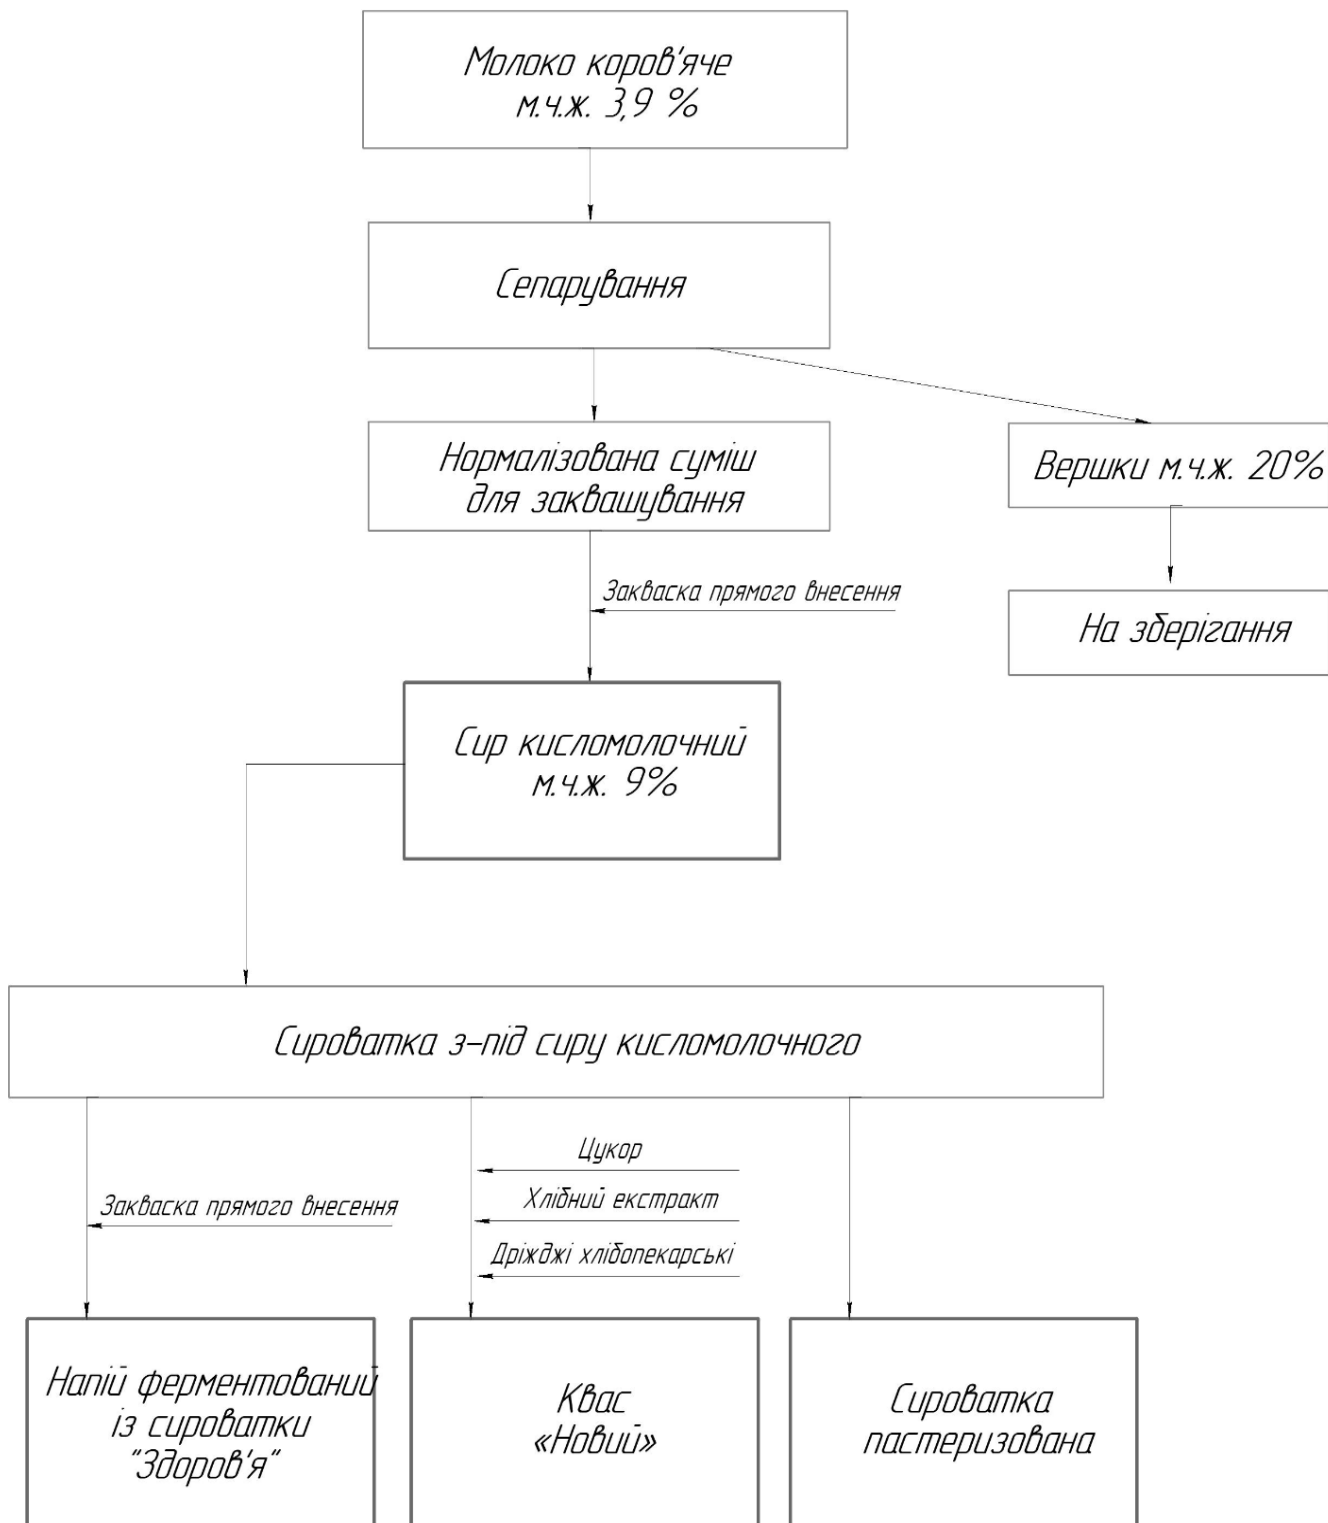 Молоко коров'яче
м.ч.ж. 3,9 %
Сепарування
Нормалізована суміш
для заквашування
Вершки м.ч.ж. 20%
Закваска прямого внесення
На зберігання
Сир кисломолочний
м.ч.ж. 9%
Сироватка з-під сиру кисломолочного
Закваска прямого внесення
Цукор
Хлібний екстракт
Дріжджі хлібопекарські
Напій ферментований
із сироватки
"Здоров'я"
Квас
«Новий»
Сироватка
пастеризована